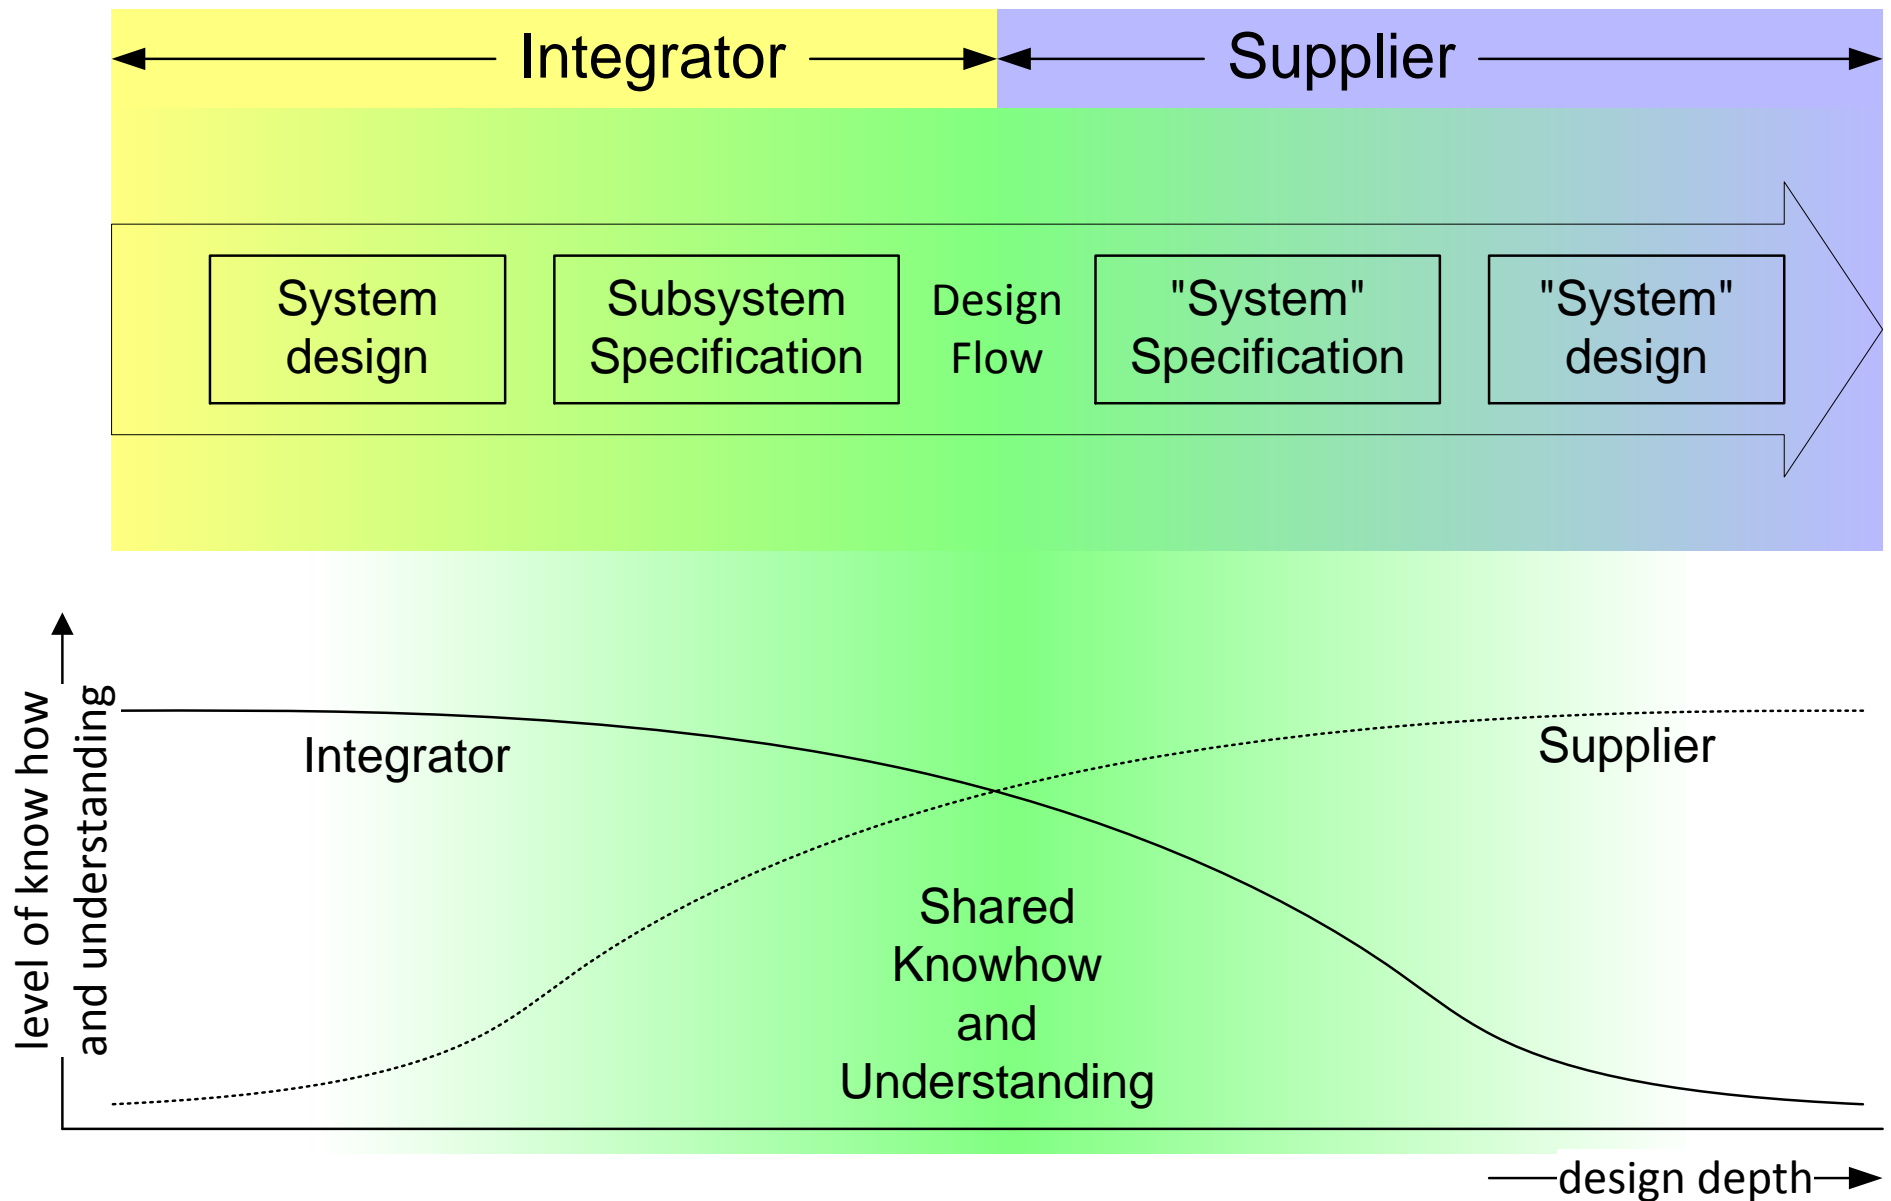 Integrator
Supplier
System
design
Subsystem
Specification
Design
Flow
"System"
Specification
"System"
design
level of know how
and understanding
Integrator
Supplier
Shared
Knowhow
and
Understanding
design depth